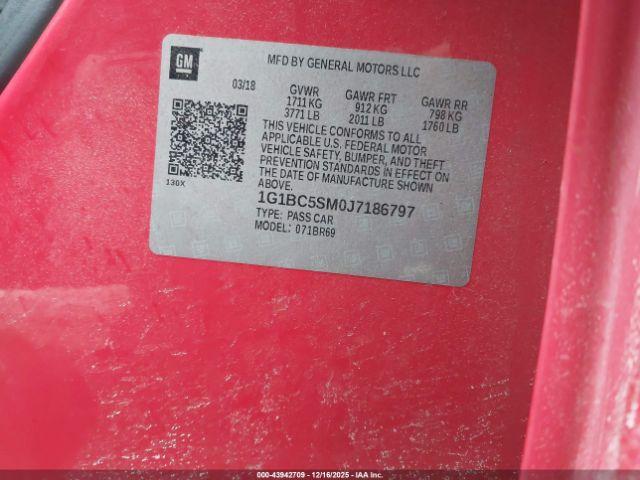 GM
MFD BY GENERAL MOTORS LLC
03/18 GVWR GAWR FRT GAWR RR
1711 KG 912 KG 798 KG
3771 LB 2011 LB 1760 LB
THIS VEHICLE CONFORMS TO ALL
APPLICABLE U.S. FEDERAL MOTOR
VEHICLE SAFETY, BUMPER, AND THEFT
PREVENTION STANDARDS IN EFFECT ON
THE DATE OF MANUFACTURE SHOWN
ABOVE.
130X
1G1BC5SM0J7186797
TYPE: PASS CAR
MODEL: 071BR69
000-43942709 - 12/16/2025 - IAA Inc.